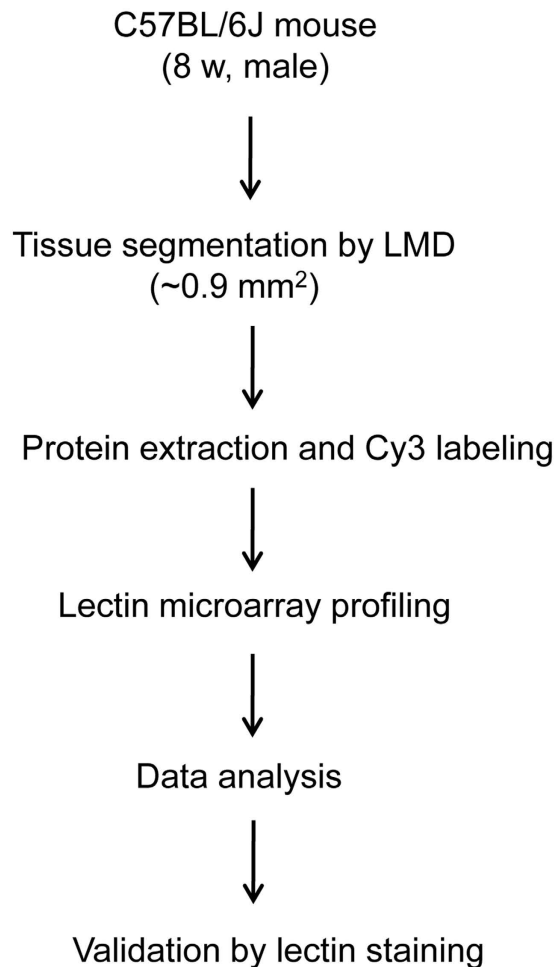 C57BL/6J mouse
(8 w, male)
Tissue segmentation by LMD
(~0.9 mm²)
Protein extraction and Cy3 labeling
Lectin microarray profiling
Data analysis
Validation by lectin staining